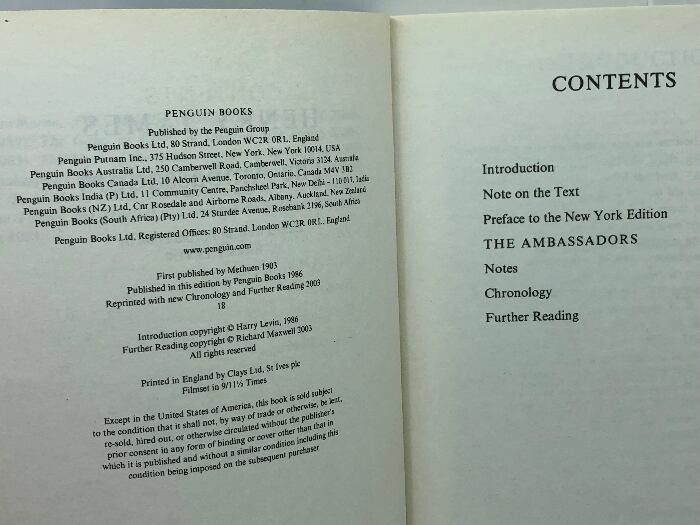 PENGUIN BOOKS
Published by the Penguin Group
Penguin Books Ltd, 80 Strand, London WC2R 0RL, England
Penguin Putnam Inc., 375 Hudson Street, New York, New York 10014, USA
Penguin Books Australia Ltd, 250 Camberwell Road, Camberwell, Victoria 3124, Australia
Penguin Books Canada Ltd, 10 Alcorn Avenue, Toronto, Ontario, Canada M4V 3B2
Penguin Books India (P) Ltd, 11 Community Centre, Panchsheel Park, New Delhi – 110 017, India
Penguin Books (NZ) Ltd, Cnr Rosedale and Airborne Roads, Albany, Auckland, New Zealand
Penguin Books (South Africa) (Pty) Ltd, 24 Sturdee Avenue, Rosebank 2196, South Africa
Penguin Books Ltd, Registered Offices: 80 Strand, London WC2R 0RL, England
www.penguin.com
First published by Methuen 1903
Published in this edition by Penguin Books 1986
Reprinted with new Chronology and Further Reading 2003
18
Introduction copyright © Harry Levin, 1986
Further Reading copyright © Richard Maxwell 2003
All rights reserved
Printed in England by Clays Ltd, St Ives plc
Filmset in 9/11½ Times
Except in the United States of America, this book is sold subject
to the condition that it shall not, by way of trade or otherwise, be lent,
re-sold, hired out, or otherwise circulated without the publisher's
prior consent in any form of binding or cover other than that in
which it is published and without a similar condition including this
condition being imposed on the subsequent purchaser
CONTENTS
Introduction
Note on the Text
Preface to the New York Edition
THE AMBASSADORS
Notes
Chronology
Further Reading